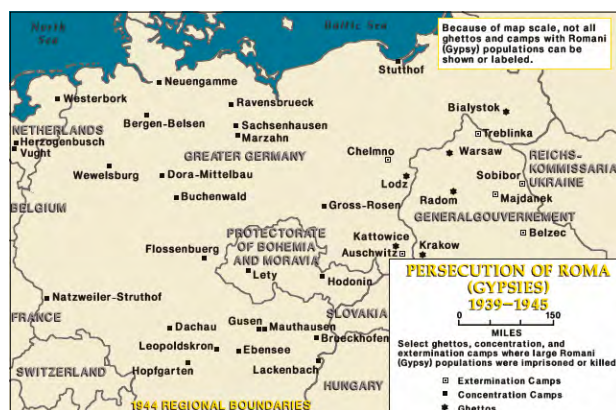 North
Sea
Baltic Sea
Because of map scale, not all
ghettos and camps with Romani
(Gypsy) populations can be
shown or labeled.
Stutthof
Neuengamme
Westerbork
Ravensbrueck
Bialystok
Bergen-Belsen
Sachsenhausen
Marzahn
Treblinka
NETHERLANDS
Herzogenbusch
Vught
GREATER GERMANY
Chelmno
Warsaw
REICHS-
KOMMISSARIA
UKRAINE
Wewelsburg
Dora-Mittelbau
Lodz
Sobibor
Buchenwald
Radom
Majdanek
BELGIUM
Gross-Rosen
GENERALGOUVERNEMENT
PROTECTORATE
OF BOHEMIA
AND MORAVIA
Kattowice
Belzec
Flossenbuerg
Auschwitz
Krakow
Lety
Hodonin
PERSECUTION OF ROMA
(GYPSIES)
1939–1945
Natzweiler-Struthof
SLOVAKIA
0 150
MILES
FRANCE
Dachau
Gusen
Mauthausen
Bruckhofen
Select ghettos, concentration, and
extermination camps where large Romani
(Gypsy) populations were imprisoned or killed
Leopoldskron
Ebensee
SWITZERLAND
Hopfgarten
Lackenbach
HUNGARY
Extermination Camps
Concentration Camps
1944 REGIONAL BOUNDARIES
Ghettos